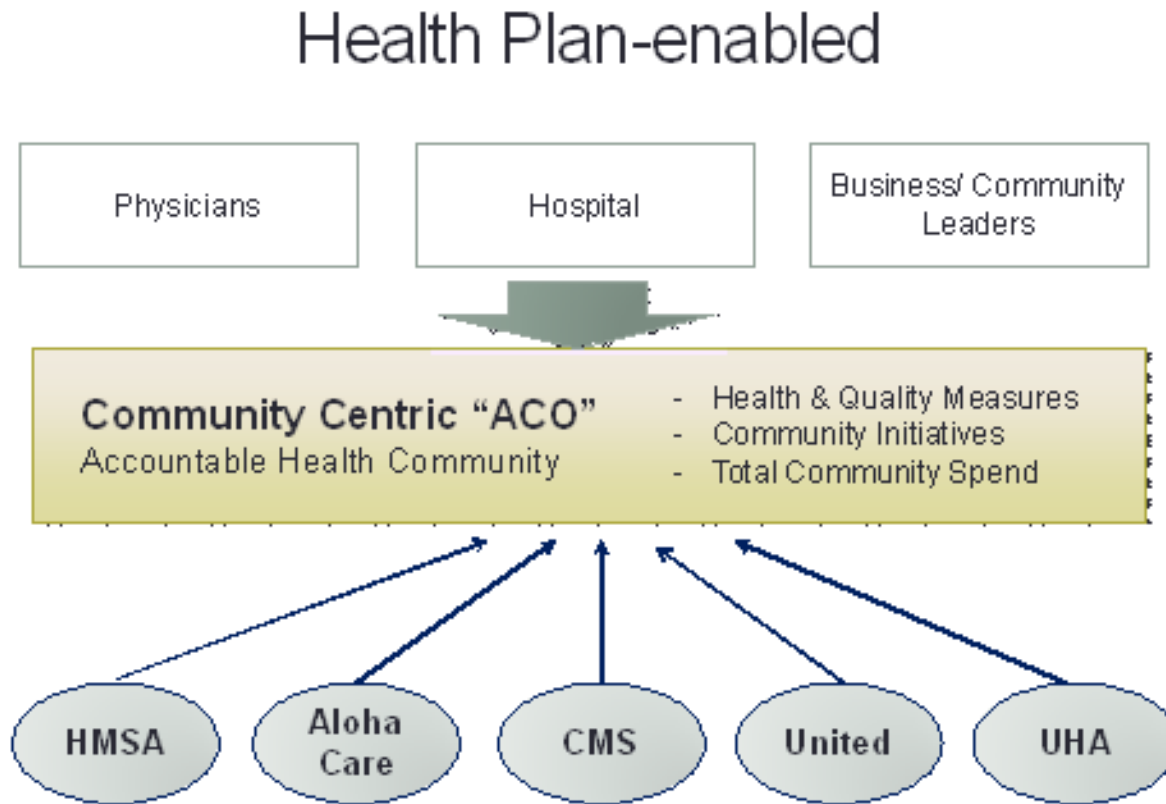 Health Plan-enabled
Physicians
Hospital
Business/ Community
Leaders
Community Centric “ACO”
Accountable Health Community
- Health & Quality Measures
- Community Initiatives
- Total Community Spend
HMSA
Aloha
Care
CMS
United
UHA